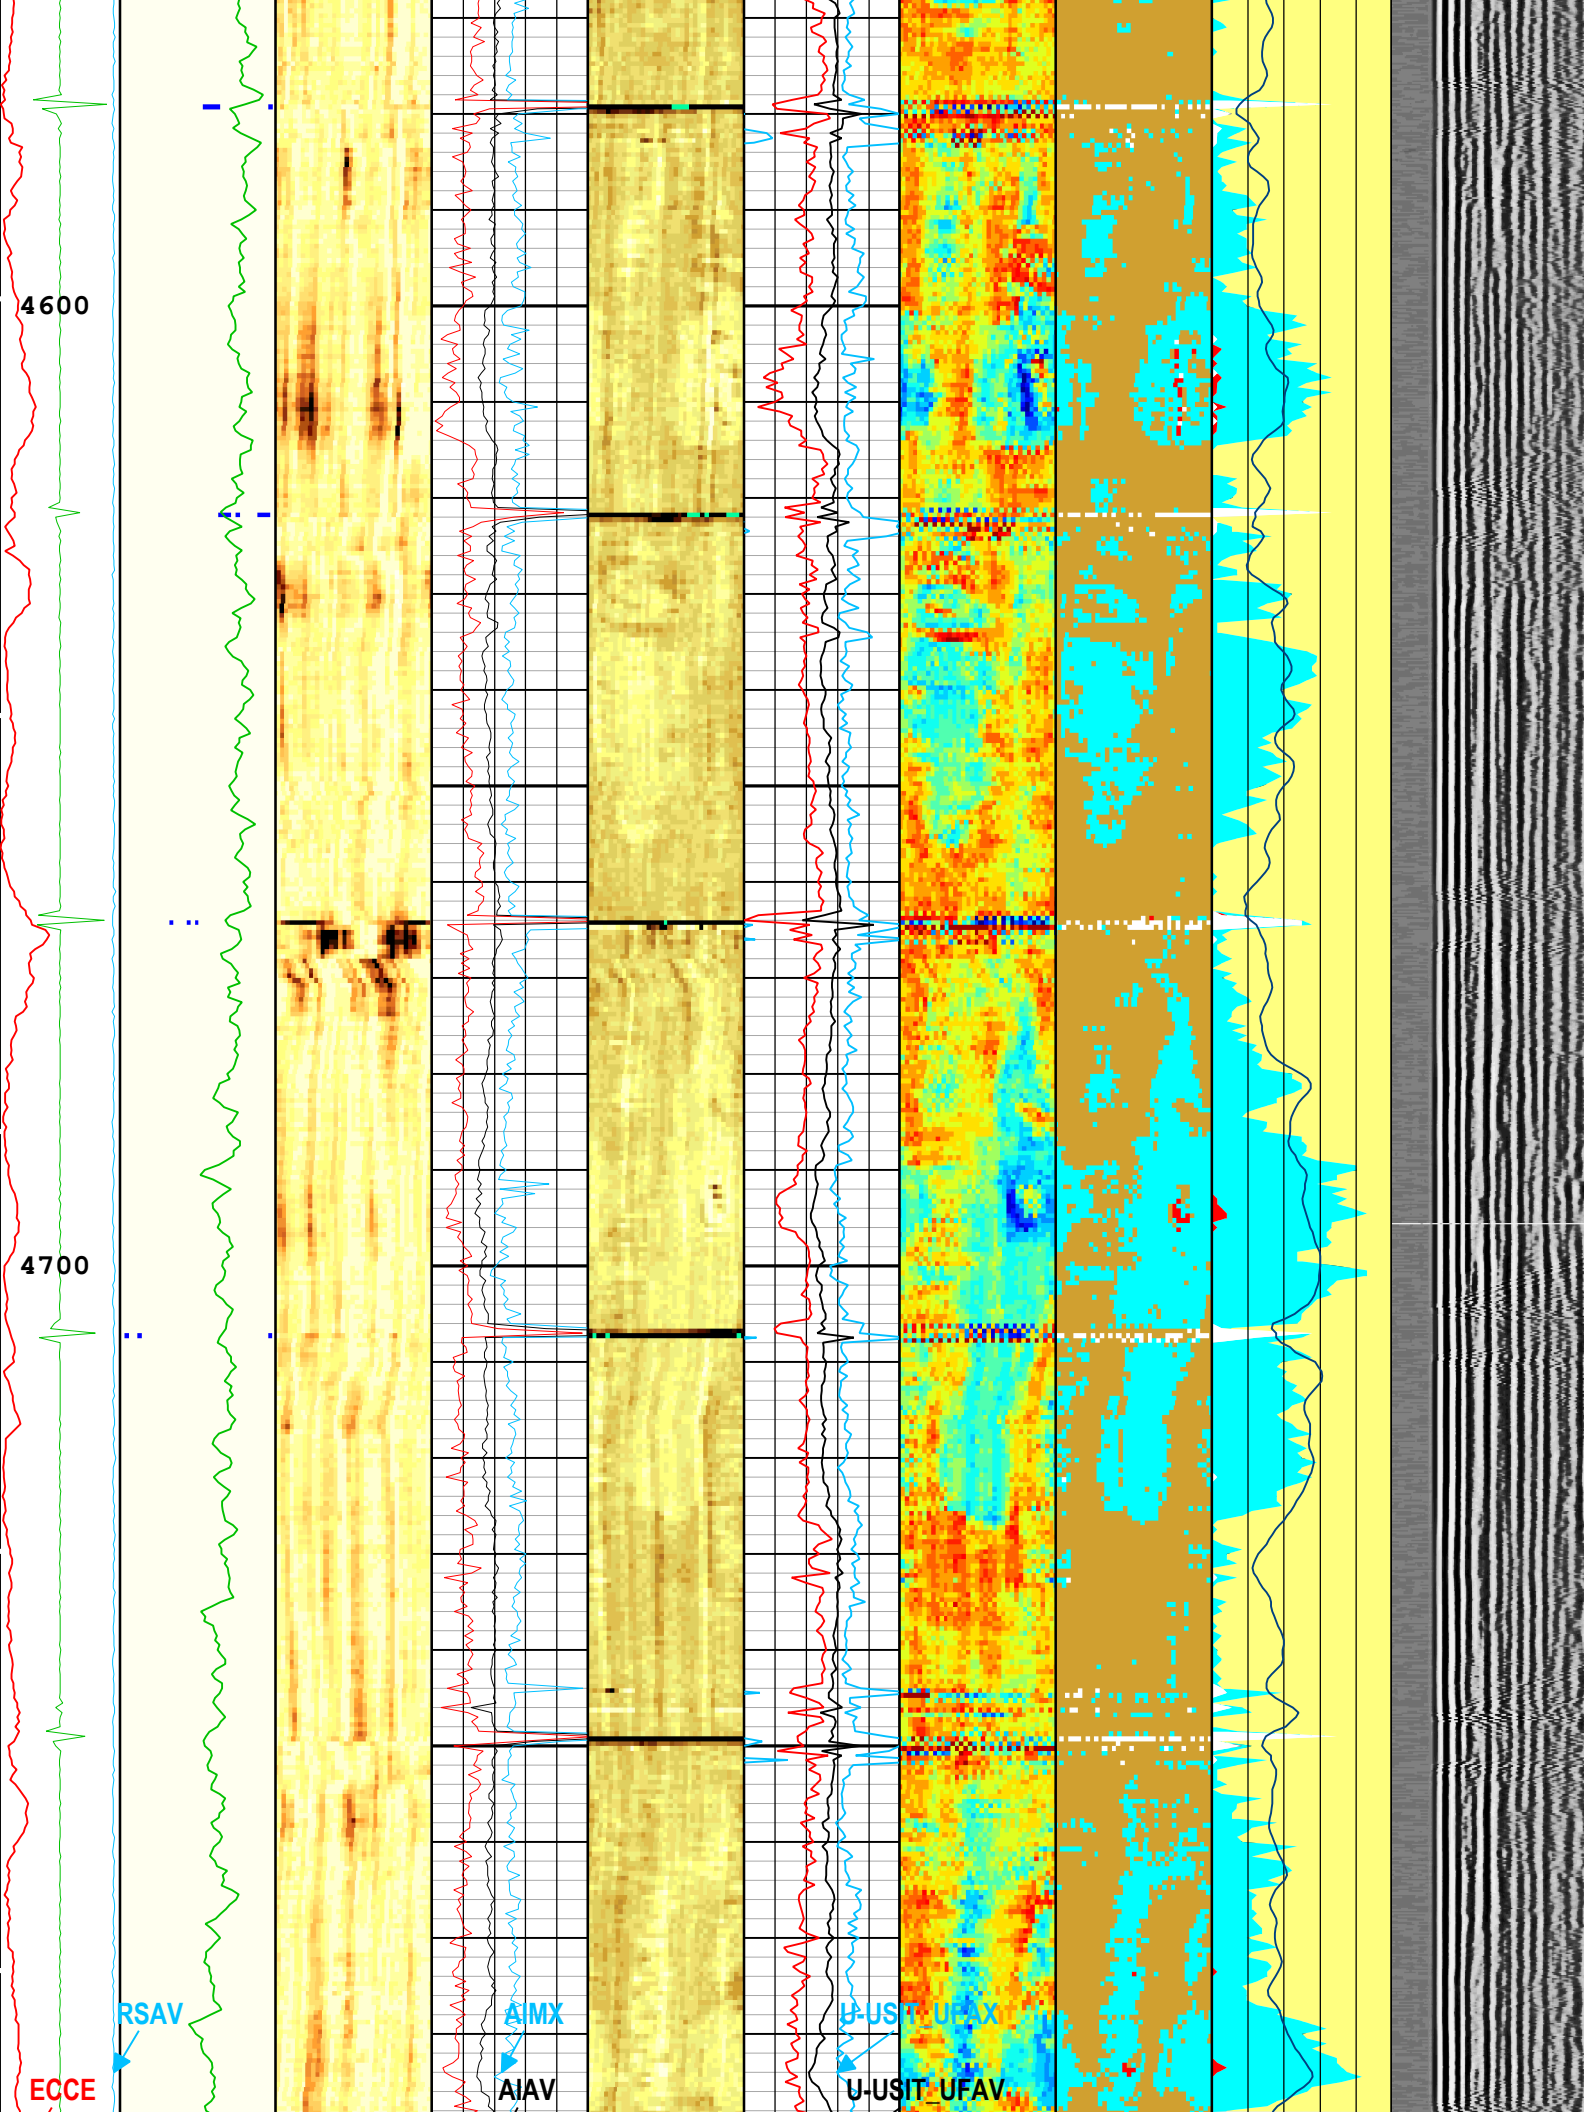 4600
4700
RSAV
AIMX
U-USIT_UFAX
ECCE
AIAV
U-USIT_UFAV